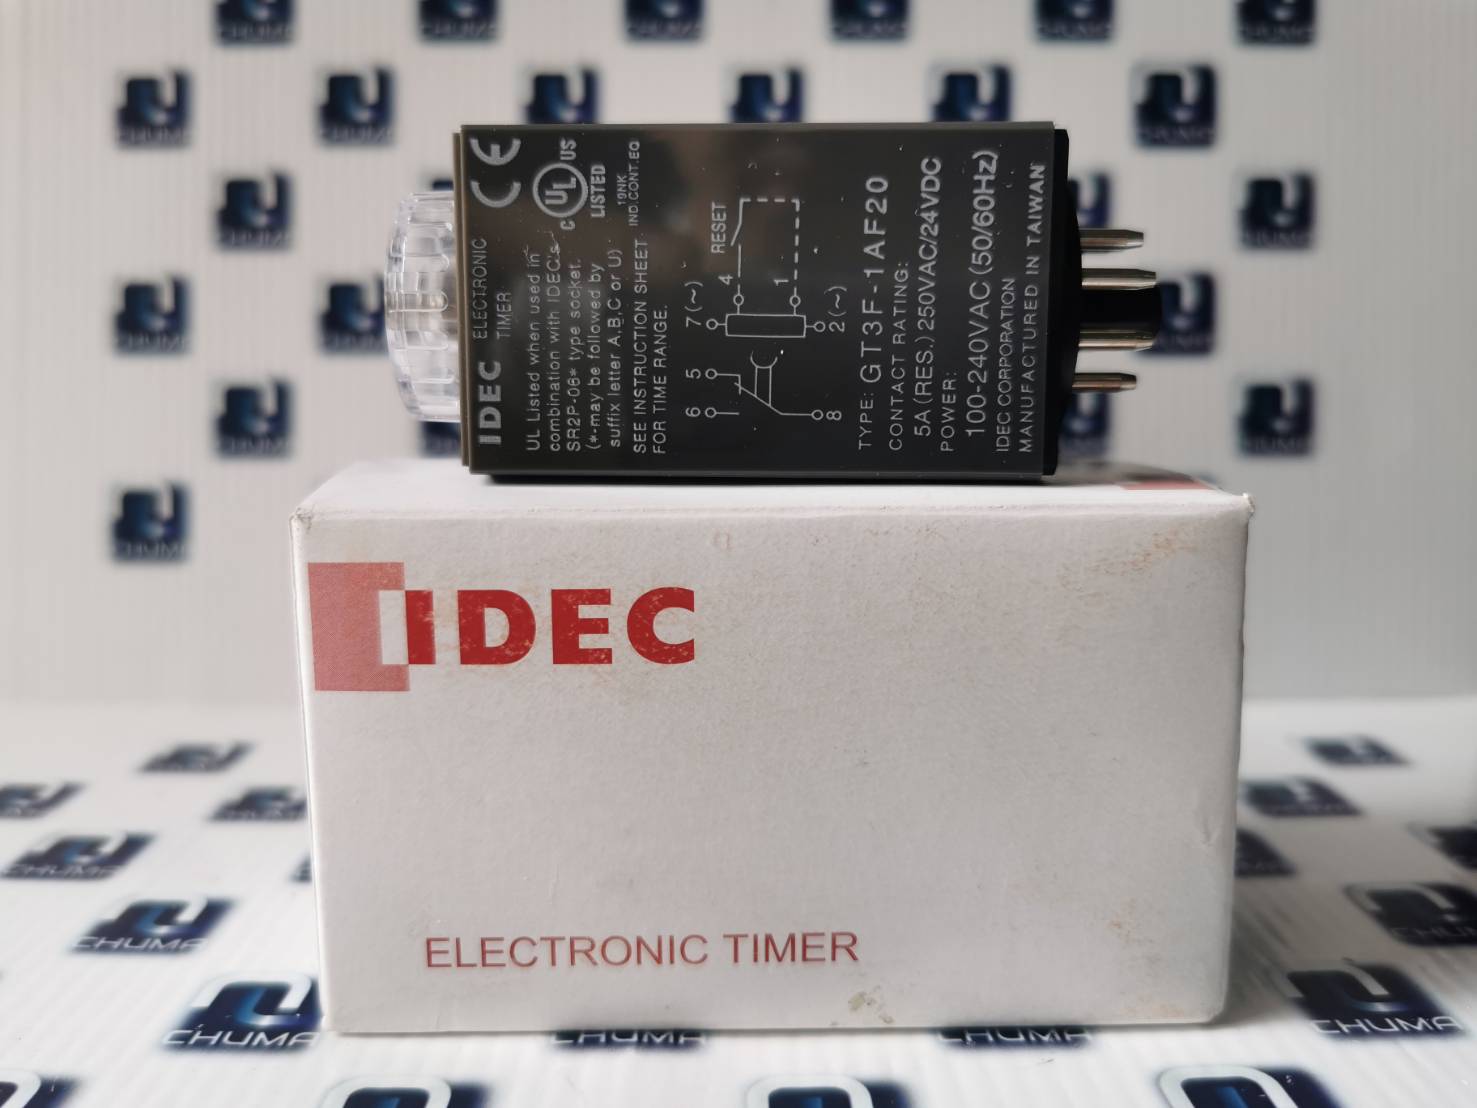 IDEC ELECTRONIC
TIMER
CE
C UL US
LISTED
19NK
IND.CONT.EQ
UL Listed when used in
combination with IDEC's
SR2P-06* type socket.
(*-may be followed by
suffix letter A,B,C or U)
SEE INSTRUCTION SHEET
FOR TIME RANGE.
RESET
7(~) 4
1
2(~)
6 5
8
TYPE: GT3F-1AF20
CONTACT RATING:
5A(RES.)250VAC/24VDC
POWER:
100-240VAC(50/60Hz)
IDEC CORPORATION
MANUFACTURED IN TAIWAN
IDEC
ELECTRONIC TIMER
CHUMA